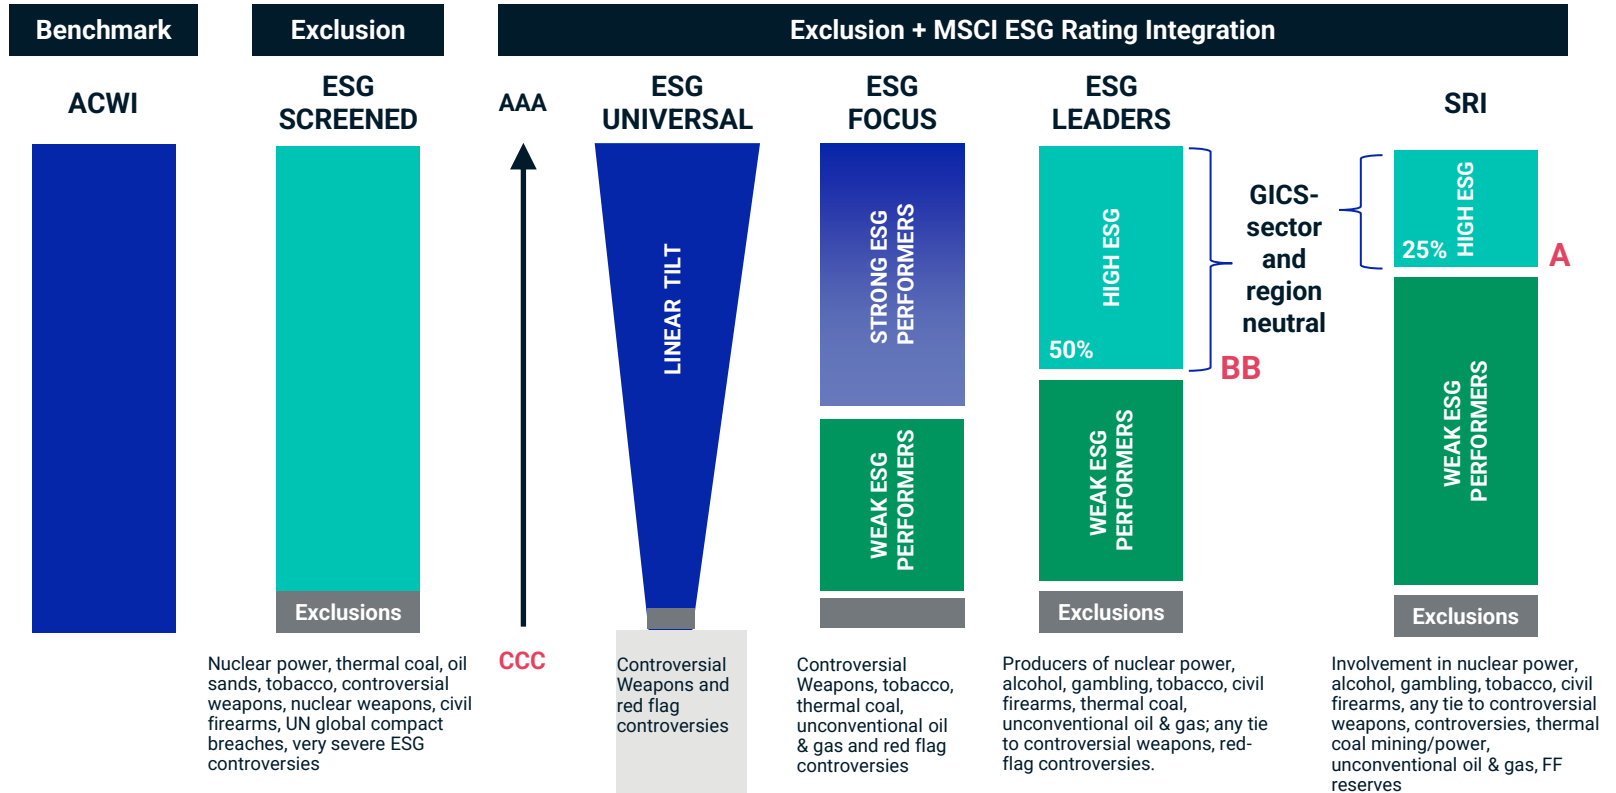 Benchmark
Exclusion
Exclusion + MSCI ESG Rating Integration
ACWI
ESG
SCREENED
AAA
ESG
UNIVERSAL
ESG
FOCUS
ESG
LEADERS
SRI
Exclusions
CCC
LINEAR TILT
STRONG ESG
PERFORMERS
WEAK ESG
PERFORMERS
HIGH ESG
50%
BB
WEAK ESG
PERFORMERS
Exclusions
GICS-
sector
and
region
neutral
HIGH ESG
25%
A
WEAK ESG
PERFORMERS
Exclusions
Nuclear power, thermal coal, oil
sands, tobacco, controversial
weapons, nuclear weapons, civil
firearms, UN global compact
breaches, very severe ESG
controversies
Controversial
Weapons and
red flag
controversies
Controversial
Weapons, tobacco,
thermal coal,
unconventional oil
& gas and red flag
controversies
Producers of nuclear power,
alcohol, gambling, tobacco, civil
firearms, thermal coal,
unconventional oil & gas; any tie
to controversial weapons, red-
flag controversies.
Involvement in nuclear power,
alcohol, gambling, tobacco, civil
firearms, any tie to controversial
weapons, controversies, thermal
coal mining/power,
unconventional oil & gas, FF
reserves